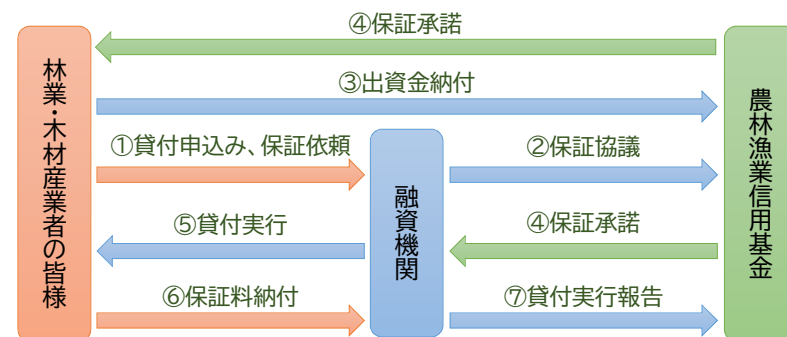 ④保証承諾
③出資金納付
①貸付申込み、保証依頼
②保証協議
④保証承諾
⑤貸付実行
⑥保証料納付
⑦貸付実行報告
林業・木材産業者の皆様
融資機関
農林漁業信用基金